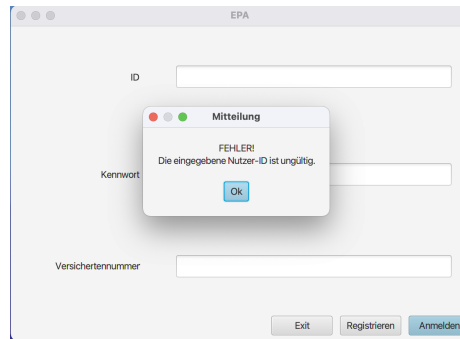 EPA
ID
Mitteilung
FEHLER!
Die eingegebene Nutzer-ID ist ungültig.
Ok
Kennwort
Versichertennummer
Exit
Registrieren
Anmelden